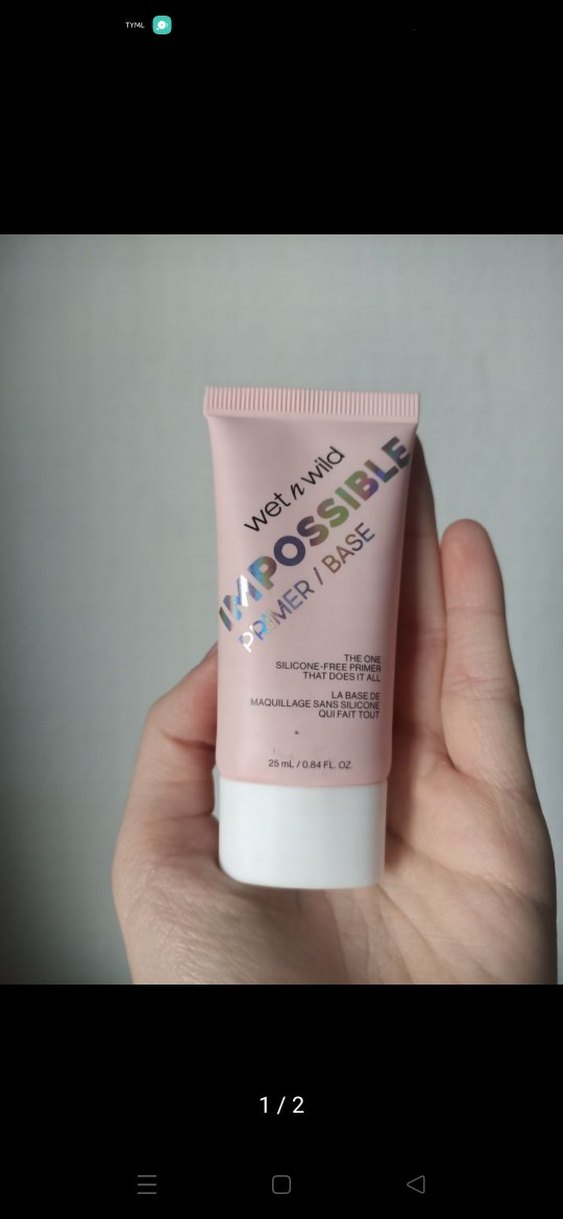 TYML
wet n wild
IMPOSSIBLE
PRIMER / BASE
THE ONE
SILICONE-FREE PRIMER
THAT DOES IT ALL
LA BASE DE
MAQUILLAGE SANS SILICONE
QUI FAIT TOUT
25 mL / 0.84 FL. OZ.
1 / 2